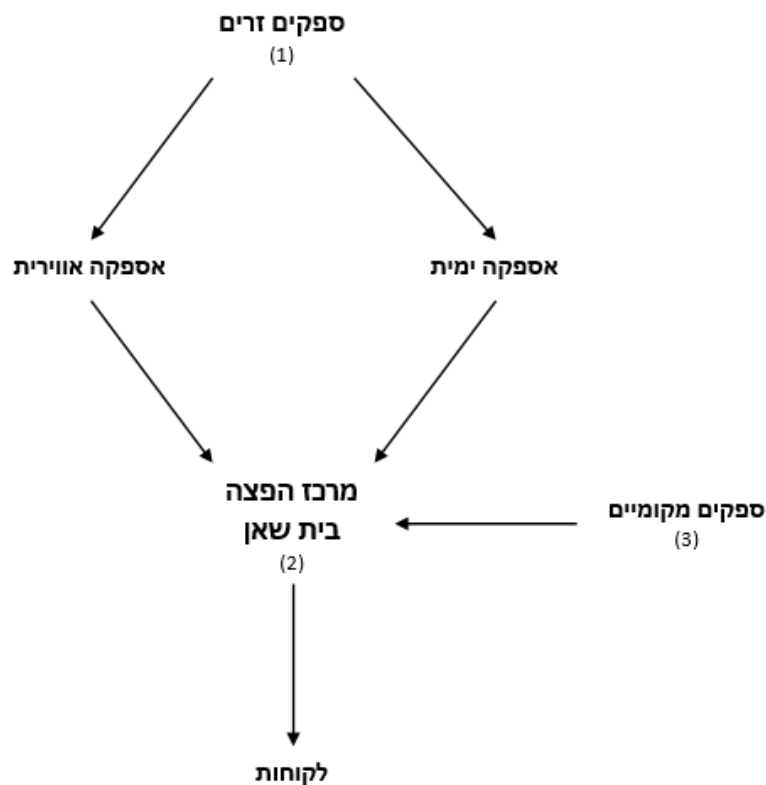 ספקים זרים
(1)
אספקה ימית
אספקה אווירית
מרכז הפצה
בית שאן
(2)
ספקים מקומיים
(3)
לקוחות